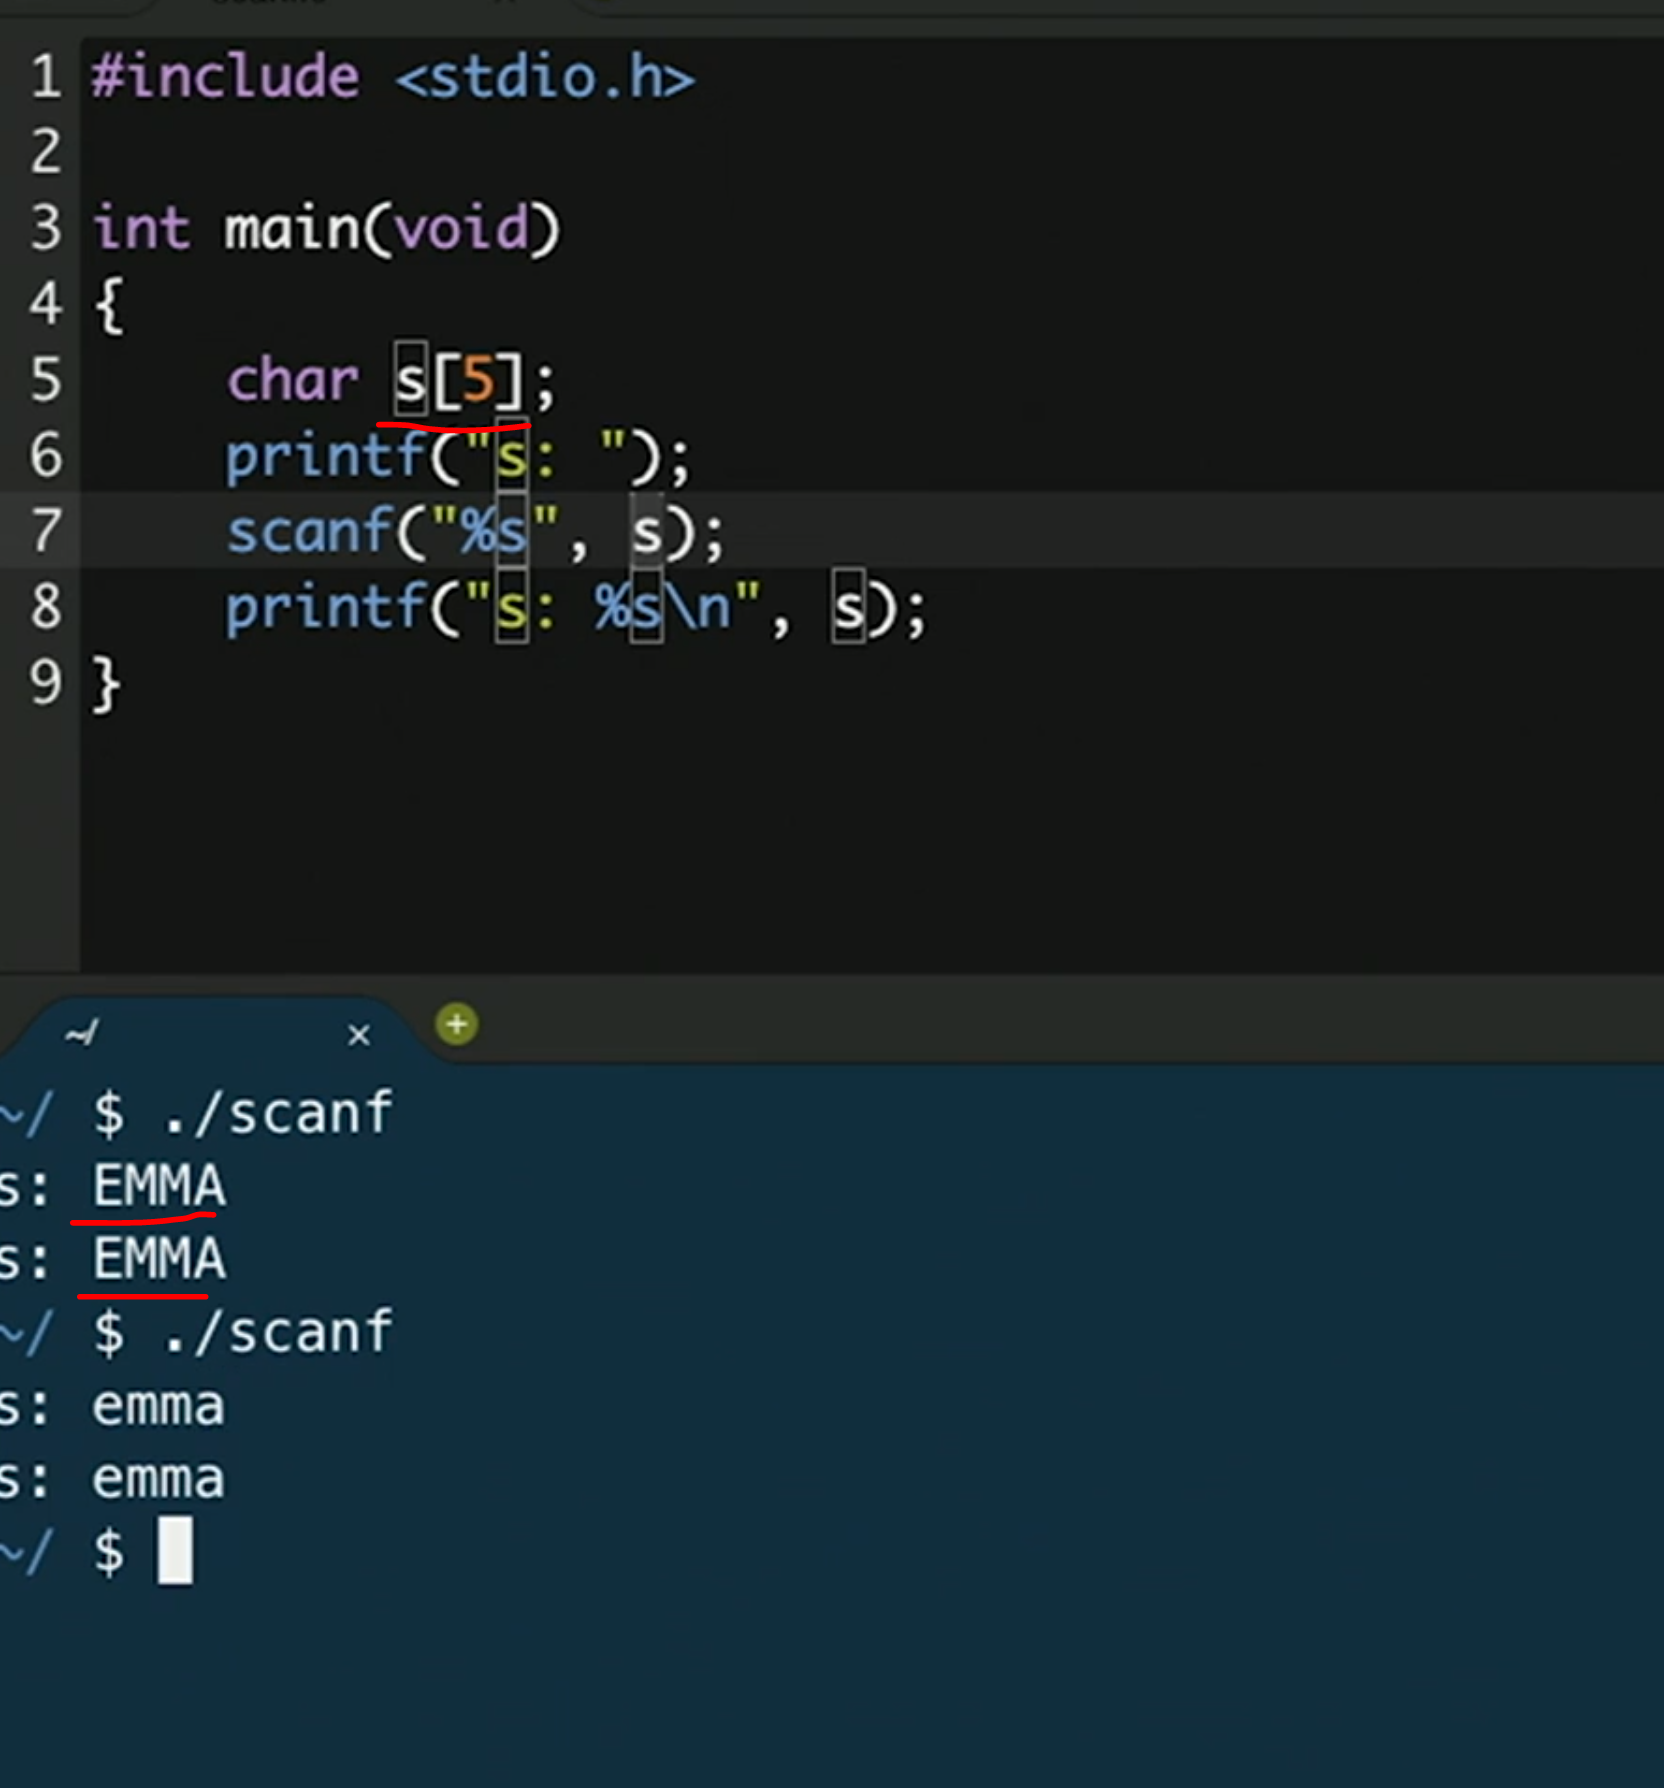 1 #include <stdio.h>
2
3 int main(void)
4 {
5     char s[5];
6     printf("s: ");
7     scanf("%s", s);
8     printf("s: %s\n", s);
9 }
~/ ×
~/ $ ./scanf
s: EMMA
s: EMMA
~/ $ ./scanf
s: emma
s: emma
~/ $